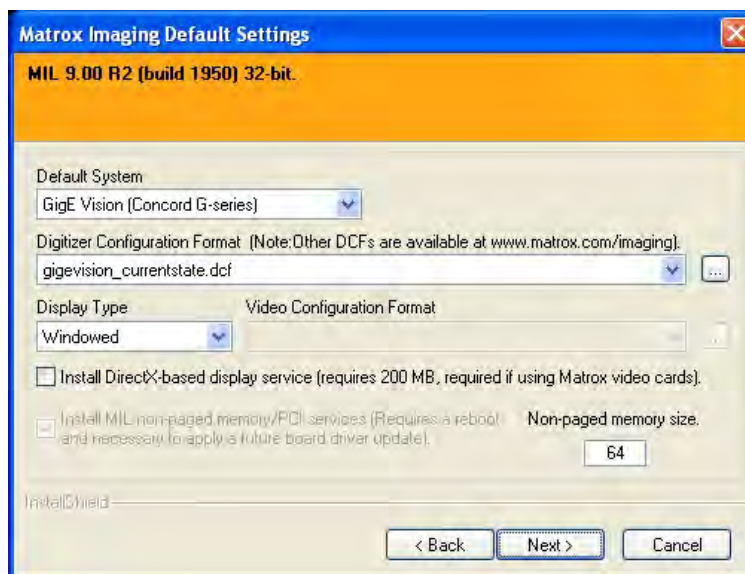 Matrox Imaging Default Settings
MIL 9.00 R2 (build 1950) 32-bit.
Default System
GigE Vision (Concord G-series)
Digitizer Configuration Format (Note:Other DCFs are available at www.matrox.com/imaging).
gigevision_currentstate.dcf
...
Display Type
Video Configuration Format
Windowed
Install DirectX-based display service (requires 200 MB, required if using Matrox video cards).
Install MIL non-paged memory/PCI services (Requires a reboot
and necessary to apply a future board driver update).
Non-paged memory size.
64
InstallShield
< Back
Next >
Cancel